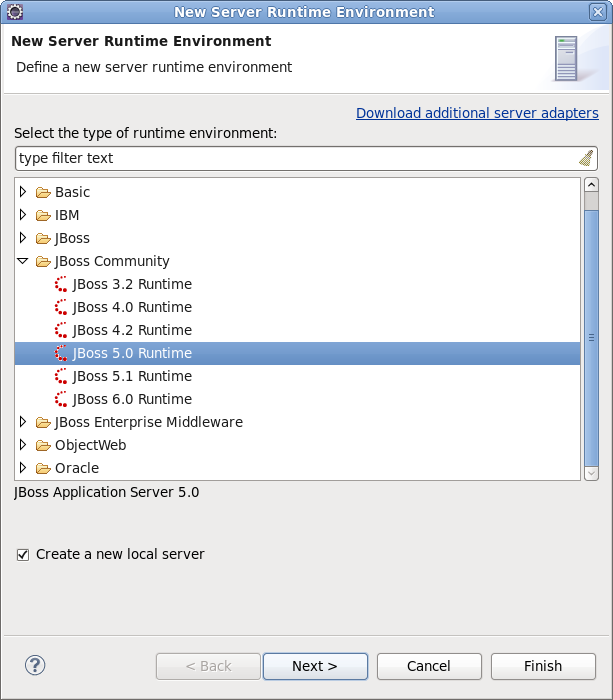 New Server Runtime Environment
New Server Runtime Environment
Define a new server runtime environment
Download additional server adapters
Select the type of runtime environment:
type filter text
Basic
IBM
JBoss
JBoss Community
JBoss 3.2 Runtime
JBoss 4.0 Runtime
JBoss 4.2 Runtime
JBoss 5.0 Runtime
JBoss 5.1 Runtime
JBoss 6.0 Runtime
JBoss Enterprise Middleware
ObjectWeb
Oracle
JBoss Application Server 5.0
Create a new local server
? < Back Next > Cancel Finish